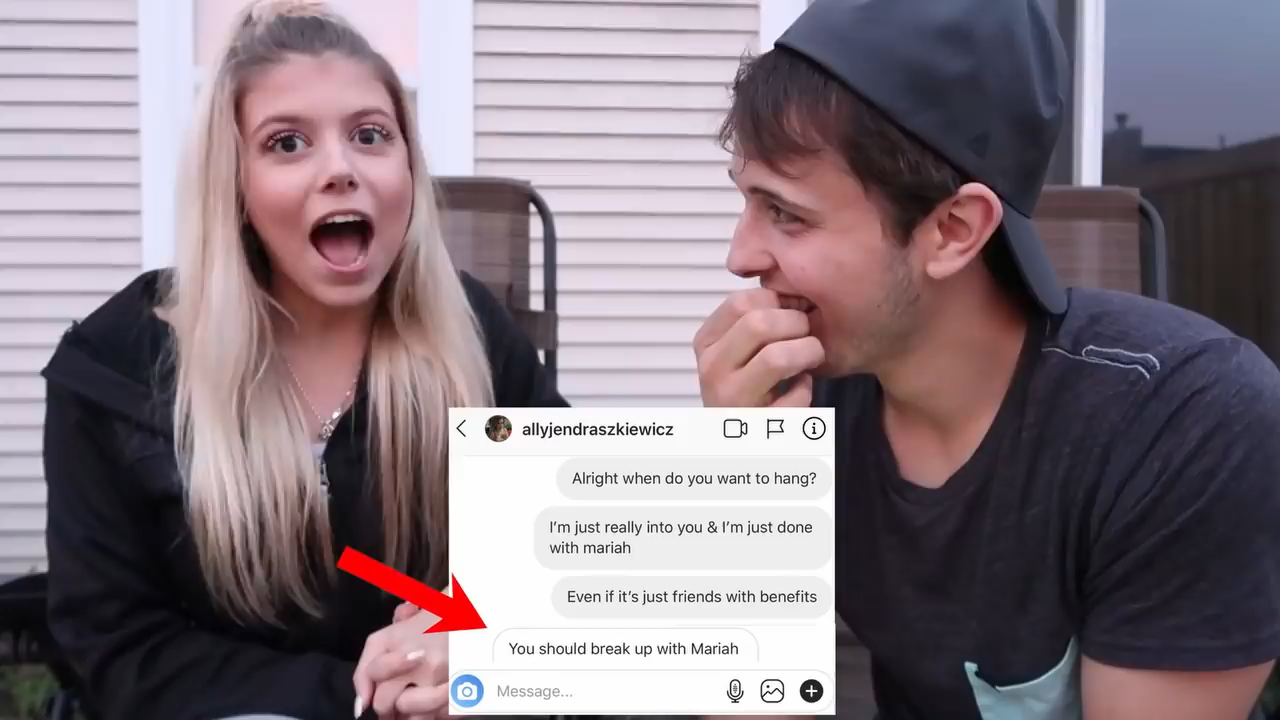 allyjendraszkiewicz
Alright when do you want to hang?
I’m just really into you & I’m just done
with mariah
Even if it’s just friends with benefits
You should break up with Mariah
Message...